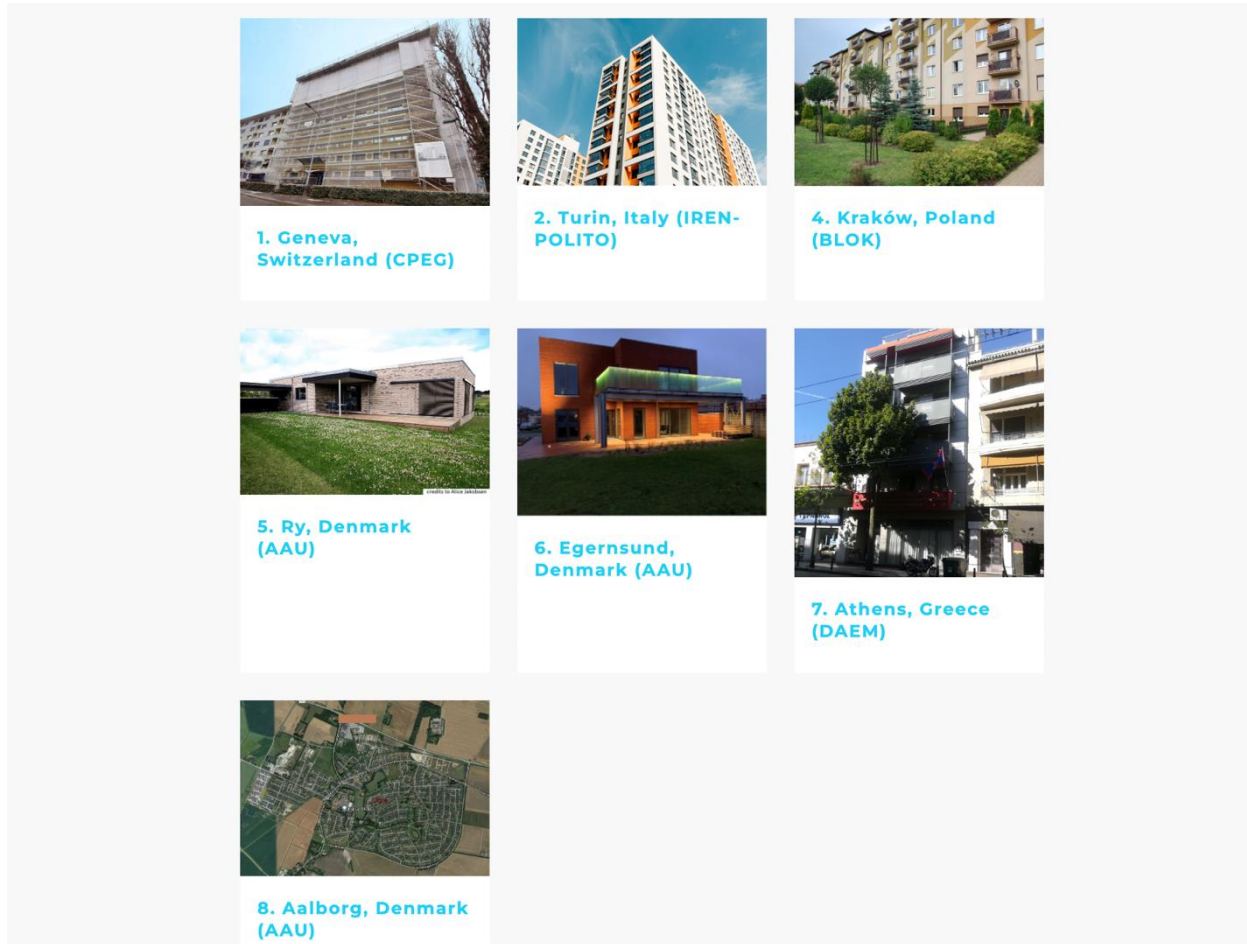 1. Geneva,
Switzerland (CPEG)
2. Turin, Italy (IREN-
POLITO)
4. Kraków, Poland
(BLOK)
credits to Alice Jakobsen
5. Ry, Denmark
(AAU)
6. Egernsund,
Denmark (AAU)
7. Athens, Greece
(DAEM)
8. Aalborg, Denmark
(AAU)